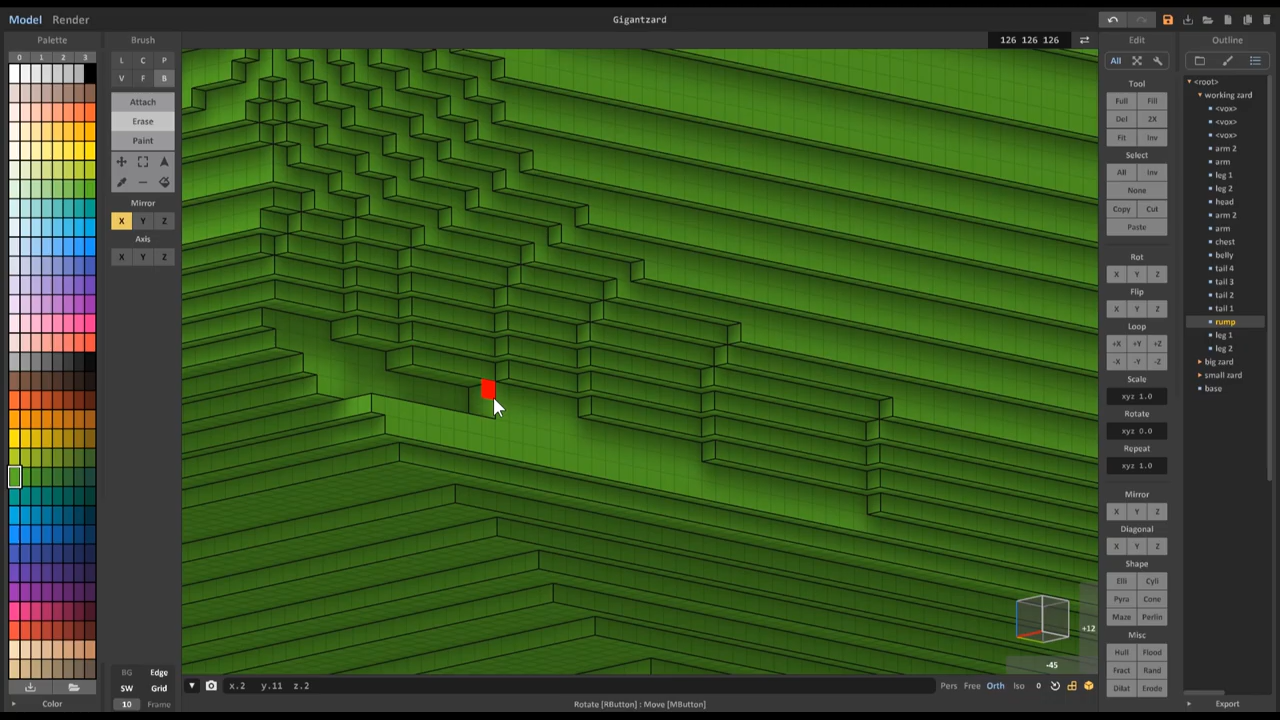 Model Render
Gigantzard
Palette
Brush
126 126 126
Edit
Outline
0 1 2 3
L C P
V F B
Attach
Erase
Paint
Mirror
X Y Z
Axis
X Y Z
All
Tool
Full Fill
Del 2X
Fit Inv
Select
All Inv
None
Copy Cut
Paste
Rot
X Y Z
Flip
X Y Z
Loop
+X +Y +Z
-X -Y -Z
Scale
xyz 1.0
Rotate
xyz 0.0
Repeat
xyz 1.0
Mirror
X Y Z
Diagonal
X Y Z
Shape
Elli Cyli
Pyra Cone
Maze Perlin
Misc
Hull Flood
Fract Rand
Dilat Erode
<root>
working zard
<vox>
<vox>
<vox>
arm 2
arm
leg 1
leg 2
head
arm 2
arm
chest
belly
tail 4
tail 3
tail 2
tail 1
rump
leg 1
leg 2
big zard
small zard
base
+12
-45
BG Edge
SW Grid
10 Frame
x.2 y.11 z.2
Pers Free Orth Iso 0
Color
Rotate [RButton] : Move [MButton]
Export